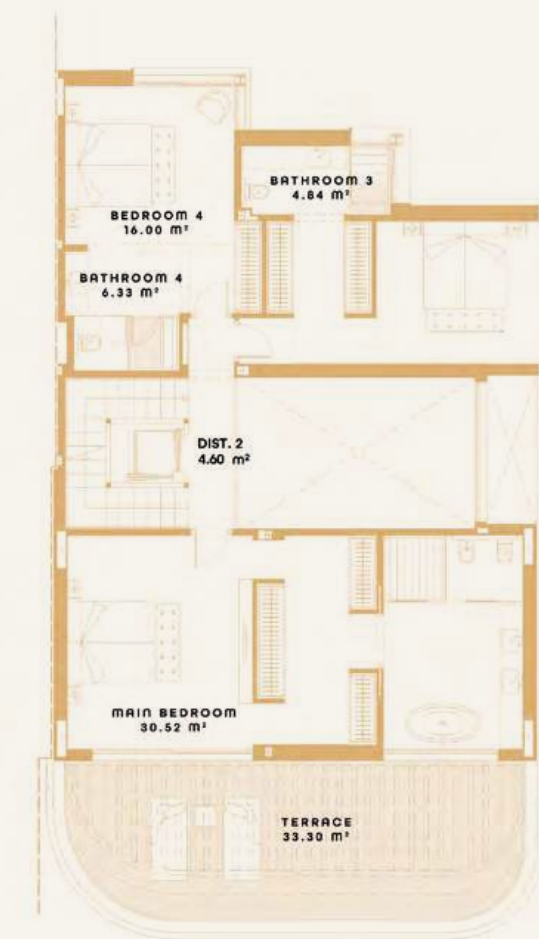 BATHROOM 3
4.84 m²
BEDROOM 4
16.00 m²
BATHROOM 4
6.33 m²
DIST. 2
4.60 m²
MAIN BEDROOM
30.52 m²
TERRACE
33.30 m²